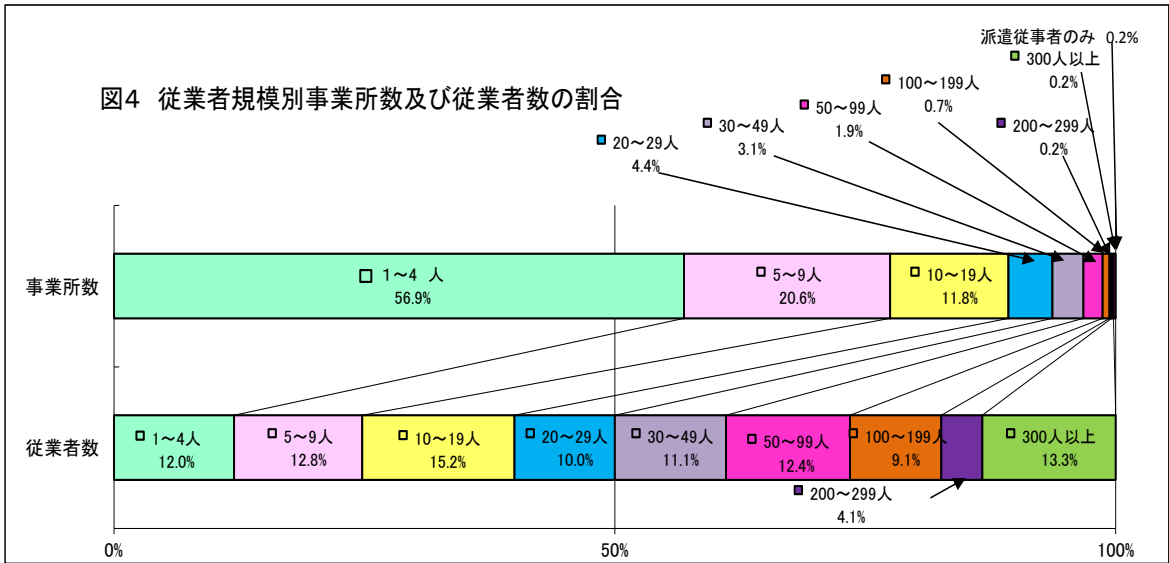 派遣従事者のみ 0.2%
300人以上
0.2%
図4 従業者規模別事業所数及び従業者数の割合
100～199人
0.7%
50～99人
1.9%
200～299人
0.2%
30～49人
3.1%
20～29人
4.4%
事業所数
1～4 人
56.9%
5～9人
20.6%
10～19人
11.8%
従業者数
1～4人
12.0%
5～9人
12.8%
10～19人
15.2%
20～29人
10.0%
30～49人
11.1%
50～99人
12.4%
100～199人
9.1%
300人以上
13.3%
200～299人
4.1%
0%
50%
100%